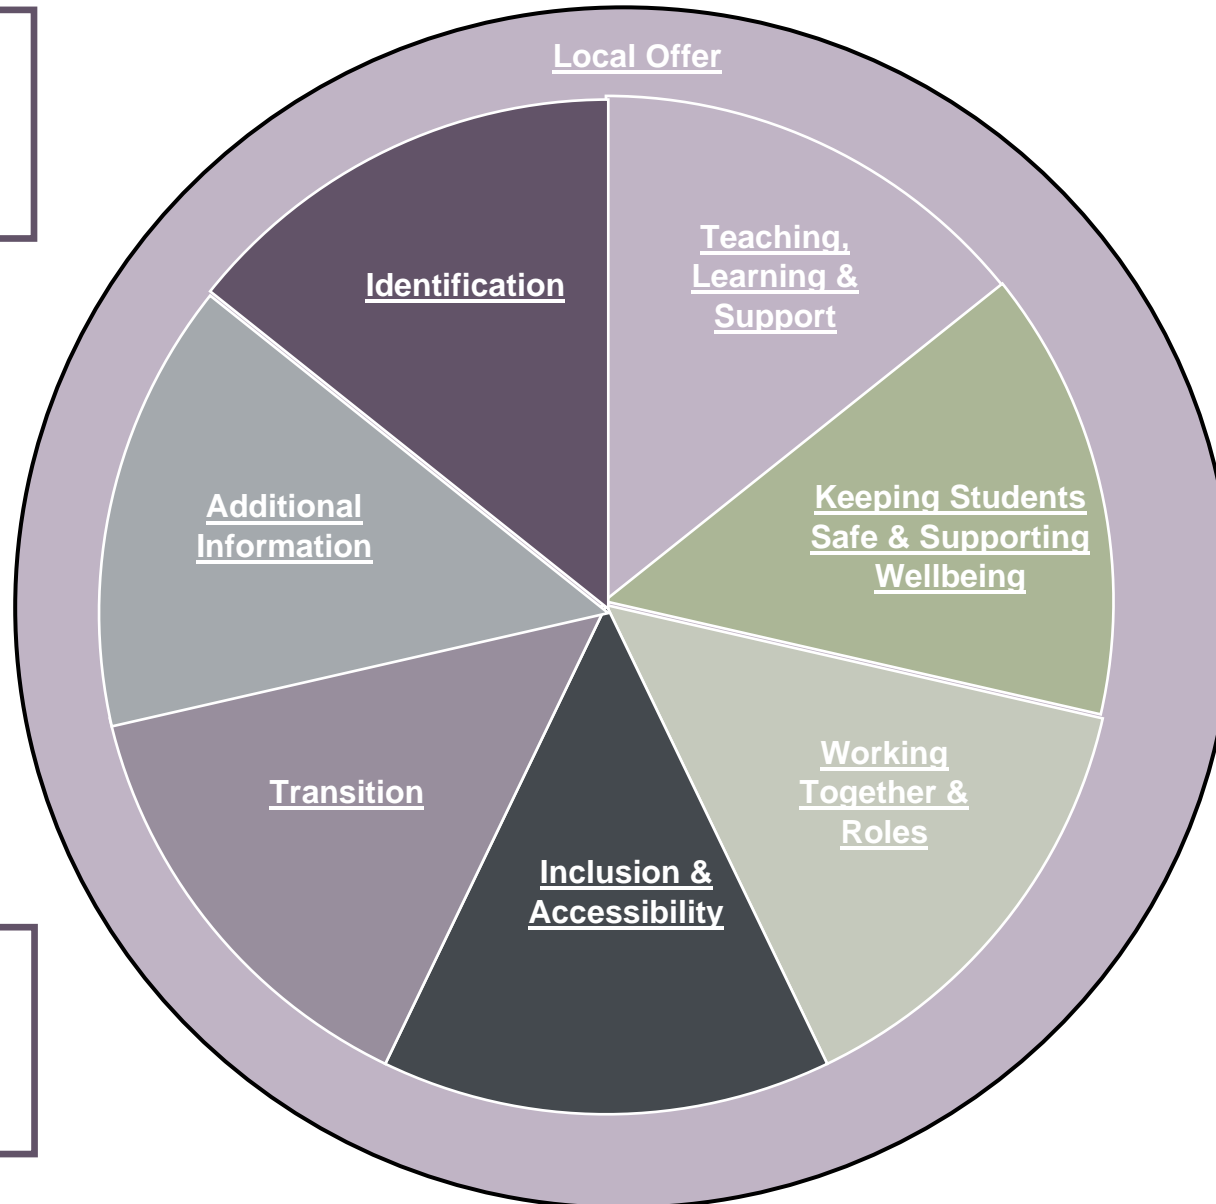 Local Offer
Identification
Teaching,
Learning &
Support
Keeping Students
Safe & Supporting
Wellbeing
Working
Together &
Roles
Inclusion &
Accessibility
Transition
Additional
Information